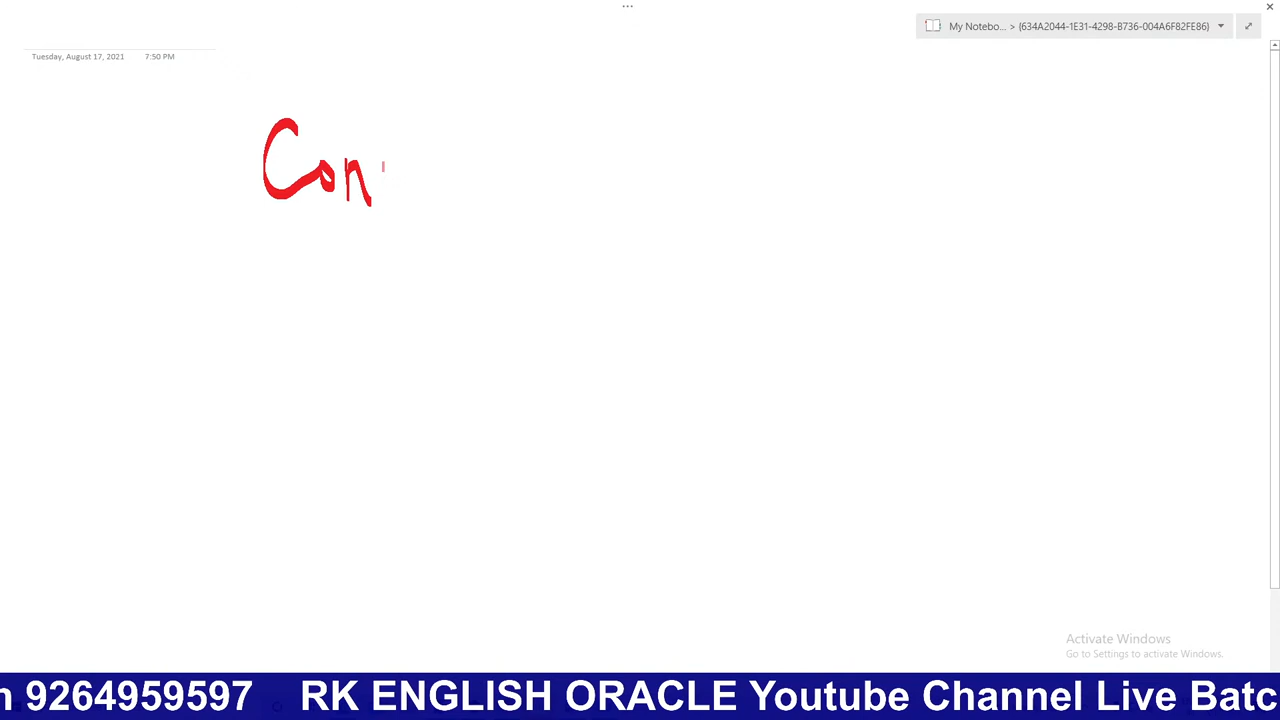 My Notebo... > {634A2044-1E31-4298-B736-004A6F82FE86}
Tuesday, August 17, 2021 7:50 PM
Con
Activate Windows
Go to Settings to activate Windows.
n 9264959597 RK ENGLISH ORACLE Youtube Channel Live Batc